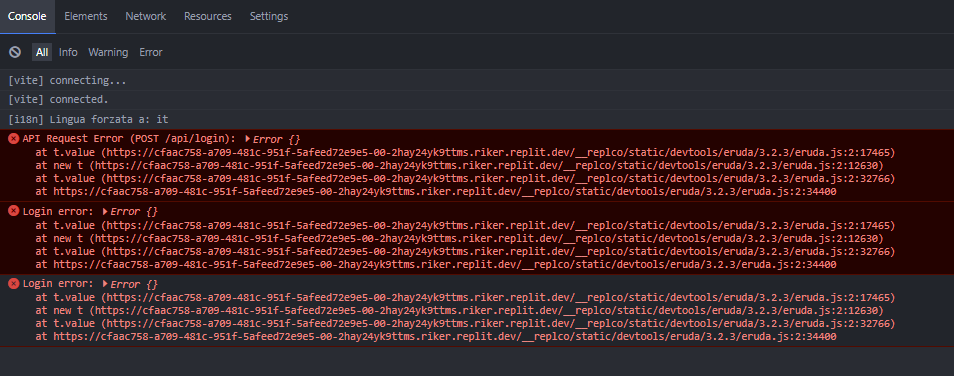 Console Elements Network Resources Settings
All Info Warning Error
[vite] connecting...
[vite] connected.
[i18n] Lingua forzata a: it
API Request Error (POST /api/login): Error {}
at t.value (https://cfaac758-a709-481c-951f-5afeed72e9e5-00-2hay24yk9ttms.riker.replit.dev/__replco/static/devtools/eruda/3.2.3/eruda.js:2:17465)
at new t (https://cfaac758-a709-481c-951f-5afeed72e9e5-00-2hay24yk9ttms.riker.replit.dev/__replco/static/devtools/eruda/3.2.3/eruda.js:2:12630)
at t.value (https://cfaac758-a709-481c-951f-5afeed72e9e5-00-2hay24yk9ttms.riker.replit.dev/__replco/static/devtools/eruda/3.2.3/eruda.js:2:32766)
at https://cfaac758-a709-481c-951f-5afeed72e9e5-00-2hay24yk9ttms.riker.replit.dev/__replco/static/devtools/eruda/3.2.3/eruda.js:2:34400
Login error: Error {}
at t.value (https://cfaac758-a709-481c-951f-5afeed72e9e5-00-2hay24yk9ttms.riker.replit.dev/__replco/static/devtools/eruda/3.2.3/eruda.js:2:17465)
at new t (https://cfaac758-a709-481c-951f-5afeed72e9e5-00-2hay24yk9ttms.riker.replit.dev/__replco/static/devtools/eruda/3.2.3/eruda.js:2:12630)
at t.value (https://cfaac758-a709-481c-951f-5afeed72e9e5-00-2hay24yk9ttms.riker.replit.dev/__replco/static/devtools/eruda/3.2.3/eruda.js:2:32766)
at https://cfaac758-a709-481c-951f-5afeed72e9e5-00-2hay24yk9ttms.riker.replit.dev/__replco/static/devtools/eruda/3.2.3/eruda.js:2:34400
Login error: Error {}
at t.value (https://cfaac758-a709-481c-951f-5afeed72e9e5-00-2hay24yk9ttms.riker.replit.dev/__replco/static/devtools/eruda/3.2.3/eruda.js:2:17465)
at new t (https://cfaac758-a709-481c-951f-5afeed72e9e5-00-2hay24yk9ttms.riker.replit.dev/__replco/static/devtools/eruda/3.2.3/eruda.js:2:12630)
at t.value (https://cfaac758-a709-481c-951f-5afeed72e9e5-00-2hay24yk9ttms.riker.replit.dev/__replco/static/devtools/eruda/3.2.3/eruda.js:2:32766)
at https://cfaac758-a709-481c-951f-5afeed72e9e5-00-2hay24yk9ttms.riker.replit.dev/__replco/static/devtools/eruda/3.2.3/eruda.js:2:34400